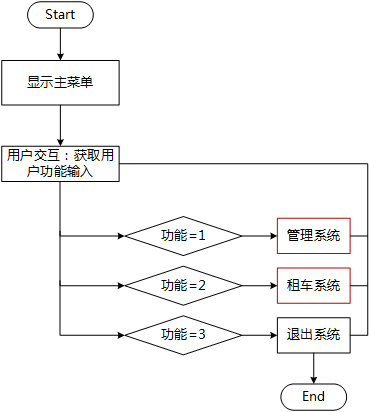 Start
显示主菜单
用户交互：获取用
户功能输入
功能=1
管理系统
功能=2
租车系统
功能=3
退出系统
End